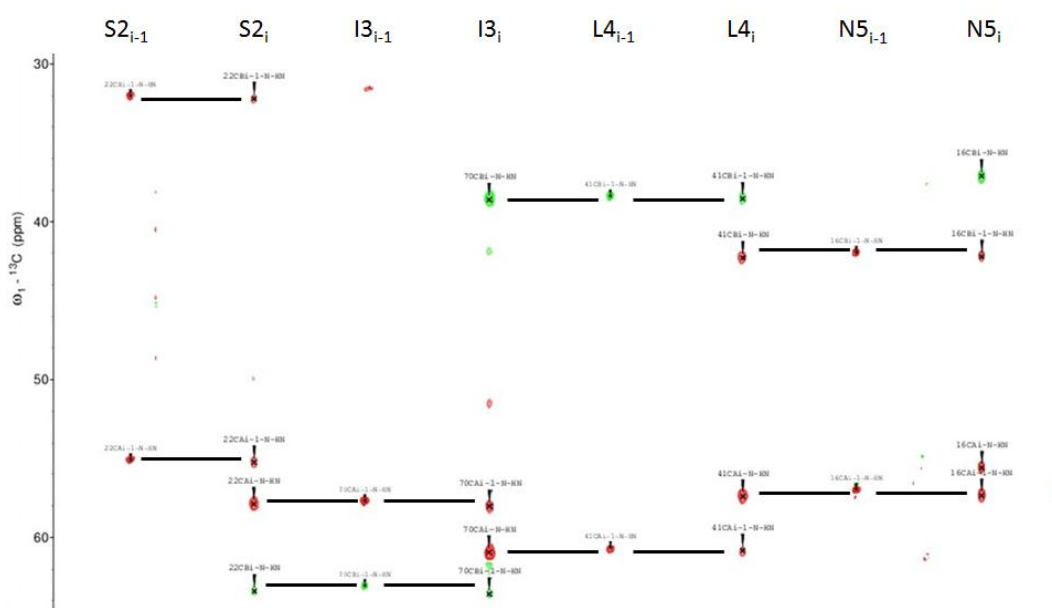 S2i-1 S2i I3i-1 I3i L4i-1 L4i N5i-1 N5i
30
22CBi-1-N-HN
22CBi-1-N-HN
16CBi-N-HN
70CBi-N-HN
41CBi-1-N-HN
41CBi-1-N-HN
40
41CBi-N-HN
16CBi-1-N-HN
16CBi-1-N-HN
ω1 - 13C (ppm)
50
22CAi-1-N-HN
22CAi-1-N-HN
16CAi-N-HN
22CAi-N-HN
70CAi-1-N-HN
70CAi-1-N-HN
41CAi-N-HN
16CAi-1-N-HN
16CAi-1-N-HN
60
70CAi-N-HN
41CAi-1-N-HN
41CAi-1-N-HN
22CBi-N-HN
70CBi-1-N-HN
70CBi-1-N-HN